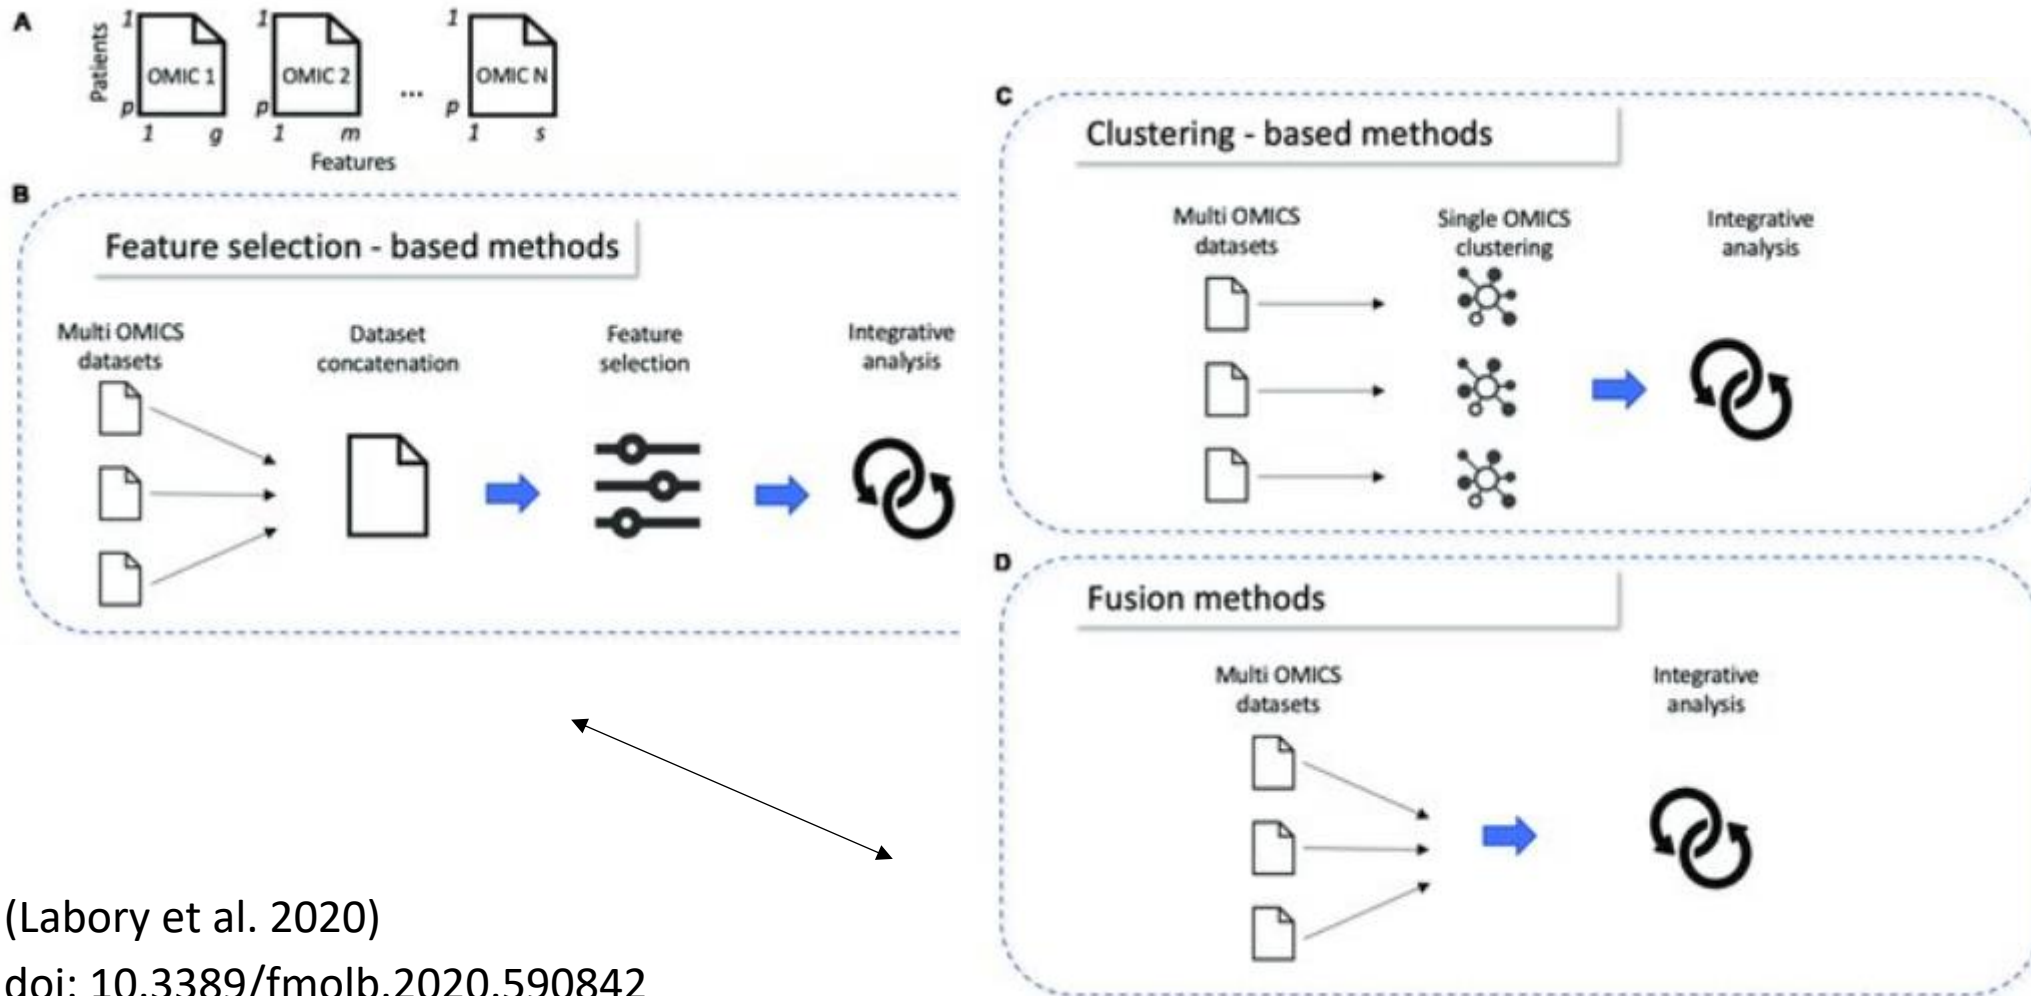 A
Patients
1
p
OMIC 1
1 g
1
p
OMIC 2
1 m
...
1
p
OMIC N
1 s
Features
B
Feature selection - based methods
Multi OMICS
datasets
Dataset
concatenation
Feature
selection
Integrative
analysis
C
Clustering - based methods
Multi OMICS
datasets
Single OMICS
clustering
Integrative
analysis
D
Fusion methods
Multi OMICS
datasets
Integrative
analysis
(Labory et al. 2020)
doi: 10.3389/fmolb.2020.590842